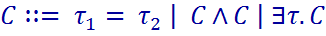 C ∷= τ₁ = τ₂ | C ∧ C | ∃τ. C